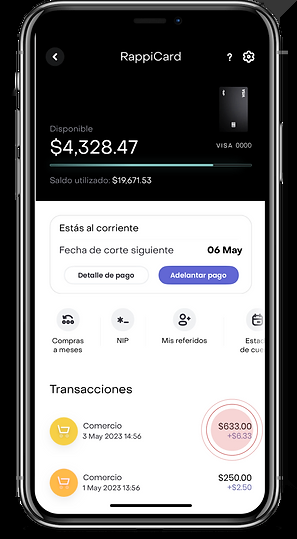 RappiCard
?
VISA
Disponible
$4,328.47
VISA 0000
Saldo utilizado: $19,671.53
Estás al corriente
Fecha de corte siguiente 06 May
Detalle de pago Adelantar pago
Compras a meses
NIP
Mis referidos
Esta
de cue
Transacciones
Comercio $633.00
3 May 2023 14:56 +$6.33
Comercio $250.00
1 May 2023 13:56 +$2.50